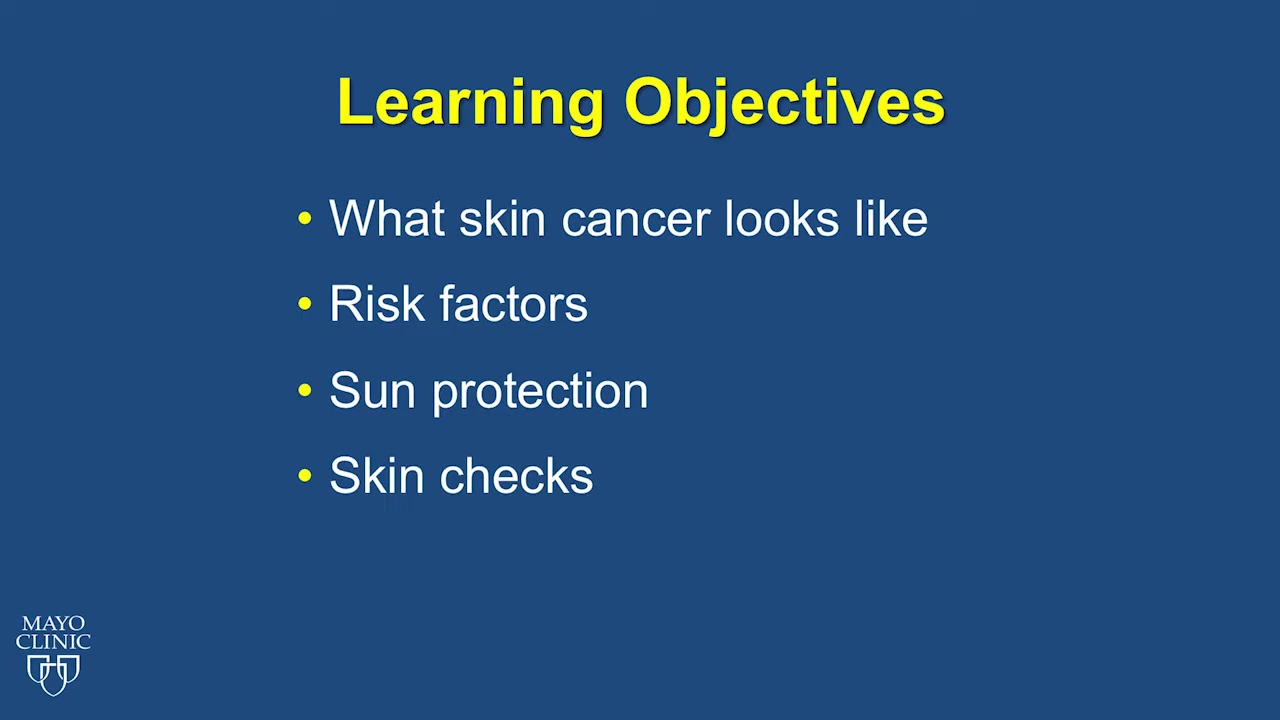 Learning Objectives
• What skin cancer looks like
• Risk factors
• Sun protection
• Skin checks
MAYO
CLINIC